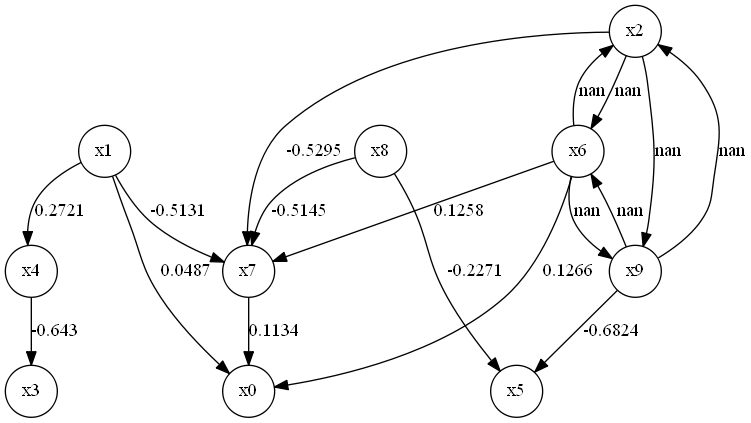 x2
nan nan
x1 -0.5295 x8 x6 nan nan
0.2721 -0.5131 -0.5145 0.1258 nan nan
x4 0.0487 x7 -0.2271 0.1266 x9
-0.643 0.1134 -0.6824
x3 x0 x5